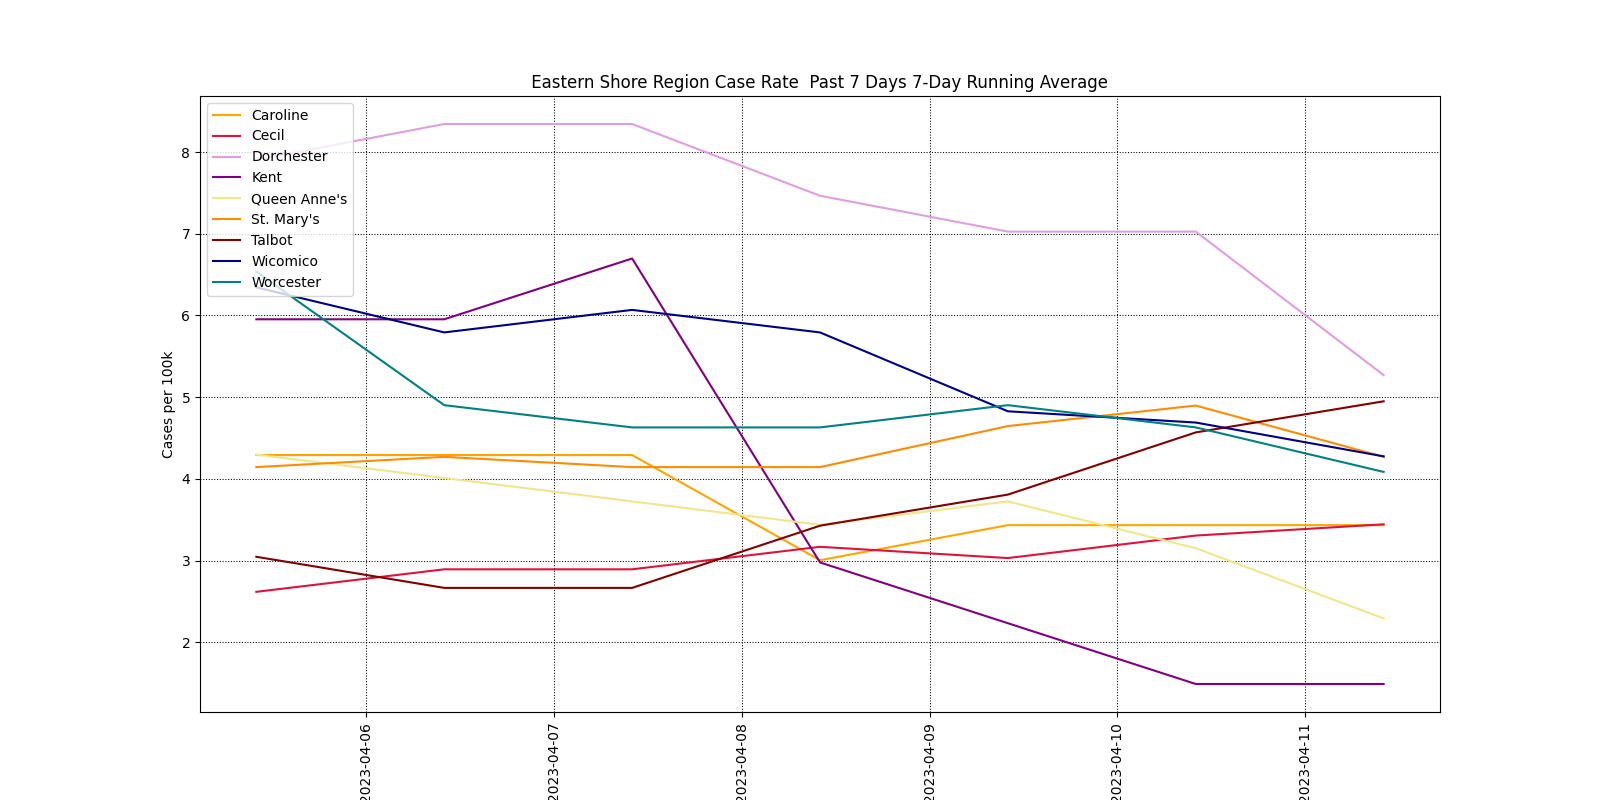 Eastern Shore Region Case Rate  Past 7 Days 7-Day Running Average
Caroline
Cecil
Dorchester
Kent
Queen Anne's
St. Mary's
Talbot
Wicomico
Worcester
Cases per 100k
8
7
6
5
4
3
2
2023-04-06
2023-04-07
2023-04-08
2023-04-09
2023-04-10
2023-04-11